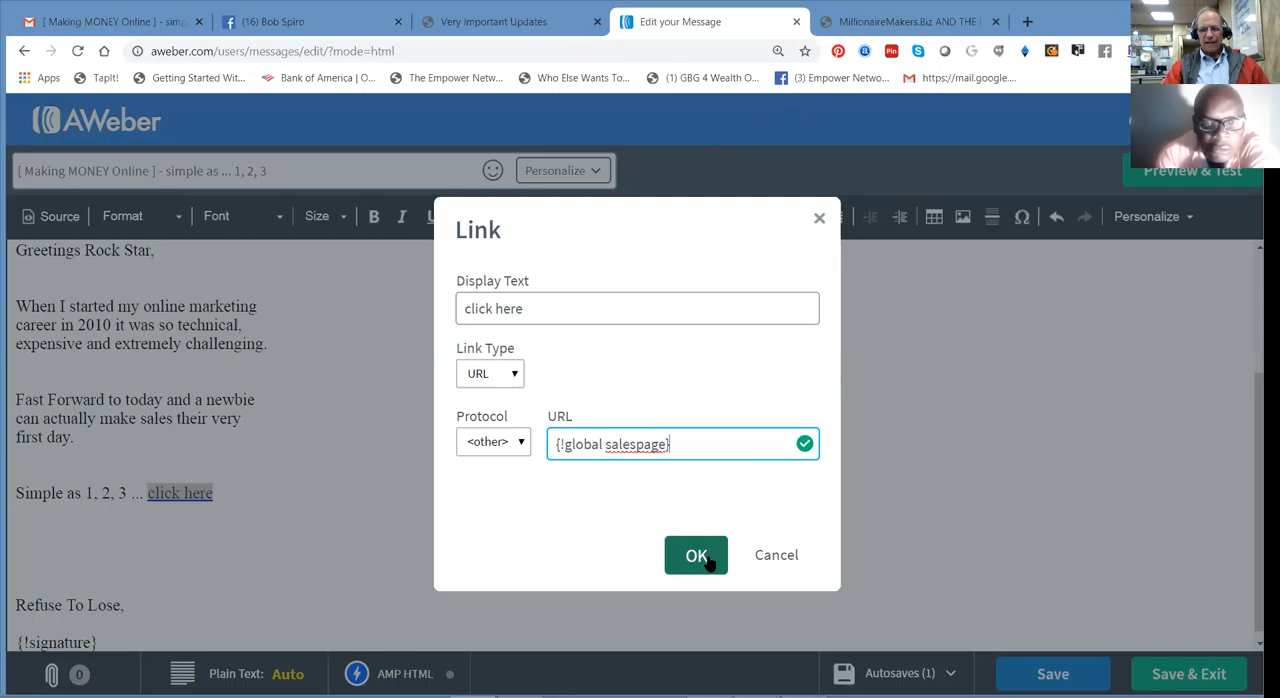 [ Making MONEY Online ] - simp
(16) Bob Spiro
Very Important Updates
Edit your Message
MillionaireMakers.Biz AND THE
aweber.com/users/messages/edit/?mode=html
Apps
TapIt!
Getting Started Wit...
Bank of America | O...
The Empower Netw...
Who Else Wants To...
(1) GBG 4 Wealth O...
(3) Empower Netwo...
https://mail.google....
AWeber
[ Making MONEY Online ] - simple as ... 1, 2, 3
Personalize
Preview & Test
Source
Format
Font
Size
B
I
U
Personalize
Greetings Rock Star,
When I started my online marketing
career in 2010 it was so technical,
expensive and extremely challenging.
Fast Forward to today and a newbie
can actually make sales their very
first day.
Simple as 1, 2, 3 ... click here
Refuse To Lose,
{!signature}
Link
Display Text
click here
Link Type
URL
Protocol
URL
<other>
{!global salespage}
OK
Cancel
0
Plain Text: Auto
AMP HTML
Autosaves (1)
Save
Save & Exit